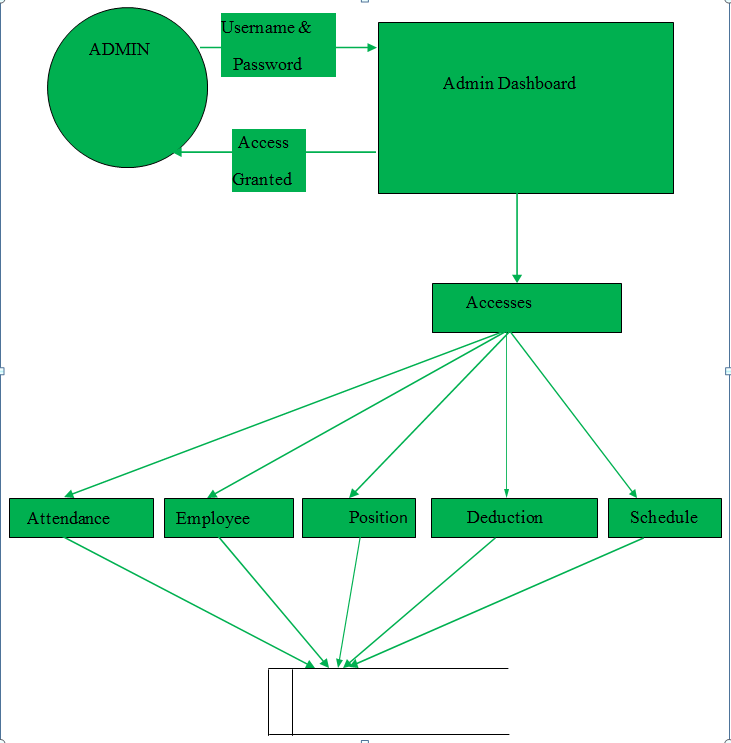 ADMIN
Username &
Password
Admin Dashboard
Access
Granted
Accesses
Attendance
Employee
Position
Deduction
Schedule